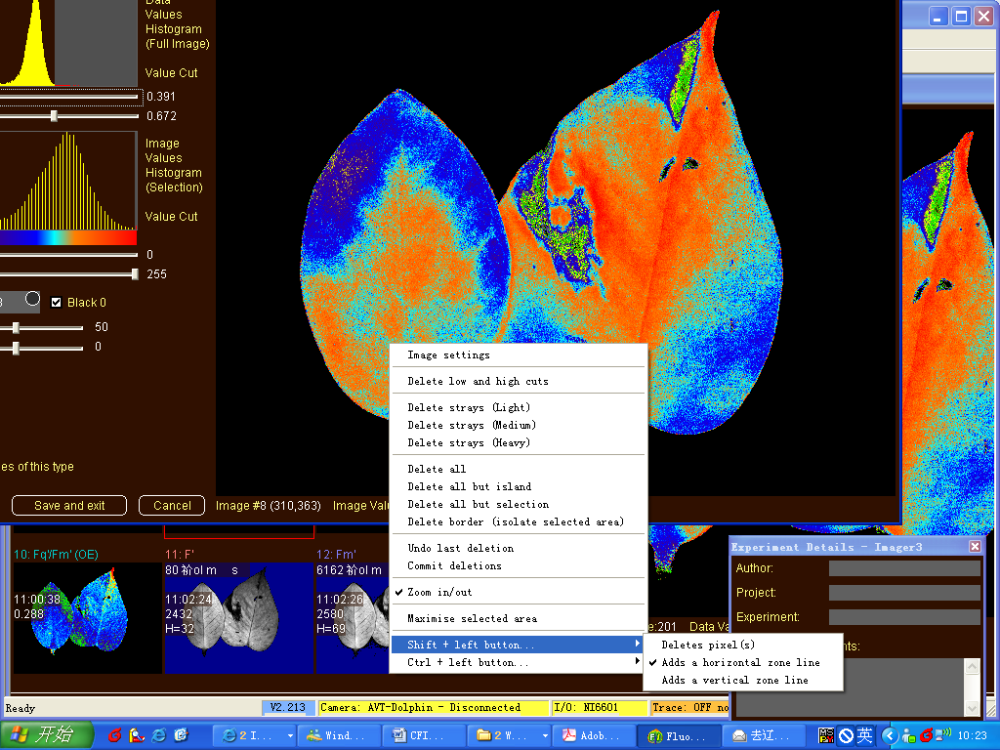 Data
Values
Histogram
(Full Image)
Value Cut
0.391
0.672
Image
Values
Histogram
(Selection)
Value Cut
0
255
Black 0
50
0
es of this type
Save and exit
Cancel
Image #8 (310,363)
Image Valu
Image settings
Delete low and high cuts
Delete strays (Light)
Delete strays (Medium)
Delete strays (Heavy)
Delete all
Delete all but island
Delete all but selection
Delete border (isolate selected area)
Undo last deletion
Commit deletions
Zoom in/out
Maximise selected area
Shift + left button...
Ctrl + left button...
Deletes pixel(s)
Adds a horizontal zone line
Adds a vertical zone line
10: Fq'/Fm' (OE)
11:00:38
0.288
11: F'
80 祄ol m s
11:02:24
2432
H=32
12: Fm'
6162 祄ol m
11:02:26
2580
H=69
e:201
Data Va
Experiment Details - Imager3
Author:
Project:
Experiment:
nts:
Ready
V2.213
Camera: AVT-Dolphin - Disconnected
I/O: NI6601
Trace: OFF no
开始
2 I...
Wind...
CFI...
2 W...
Adob...
Fluo...
去辽...
英
10:23